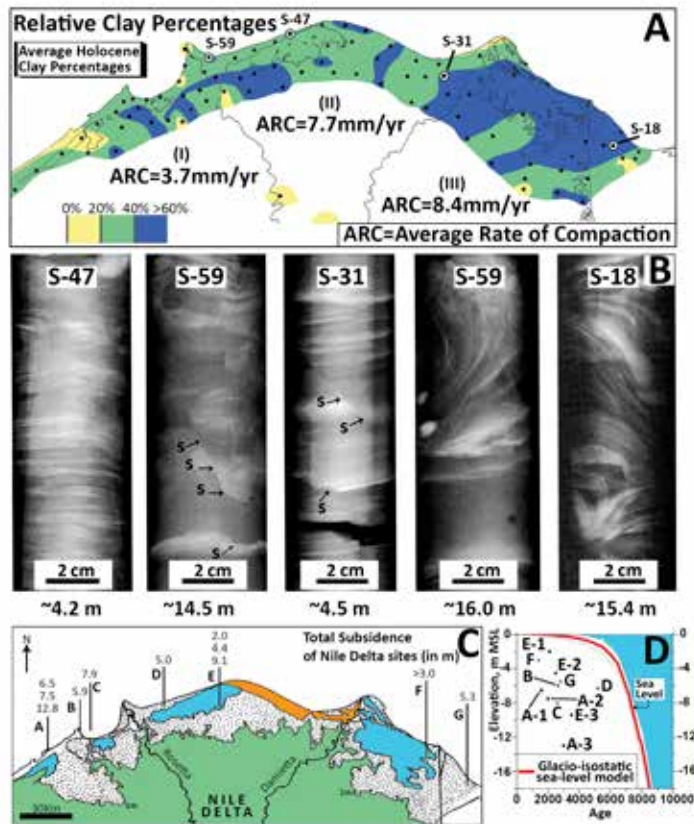 Relative Clay Percentages
A
Average Holocene
Clay Percentages
S-59
S-47
S-31
S-18
(I)
ARC=3.7mm/yr
(II)
ARC=7.7mm/yr
(III)
ARC=8.4mm/yr
0% 20% 40% >60%
ARC=Average Rate of Compaction
B
S-47 S-59 S-31 S-59 S-18
S
S
S
S
S
S
S
2 cm 2 cm 2 cm 2 cm 2 cm
~4.2 m ~14.5 m ~4.5 m ~16.0 m ~15.4 m
C
Total Subsidence
of Nile Delta sites (in m)
N
6.5
7.5
12.8
A
5.9
B
7.9
C
D
5.0
E
2.0
4.4
9.1
>3.0
F
5.3
G
Rosetta
Damietta
NILE
DELTA
30km
D
Elevation, m MSL
0
-4
-8
-12
-16
E-1
F
E-2
B
G
D
A-2
A-1
C
E-3
A-3
Sea
Level
Glacio-isostatic
sea-level model
0 2000 4000 6000 8000 10000
Age